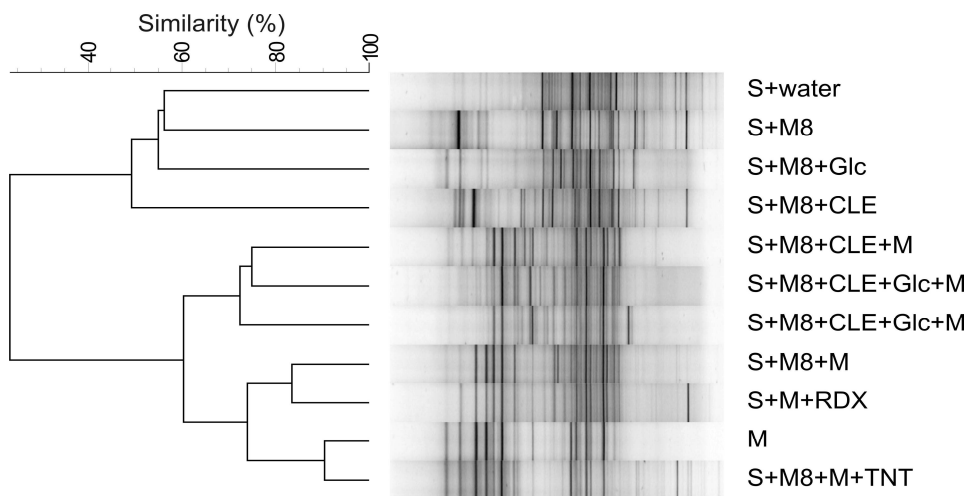 Similarity (%)
40
60
80
100
S+water
S+M8
S+M8+Glc
S+M8+CLE
S+M8+CLE+M
S+M8+CLE+Glc+M
S+M8+CLE+Glc+M
S+M8+M
S+M+RDX
M
S+M8+M+TNT